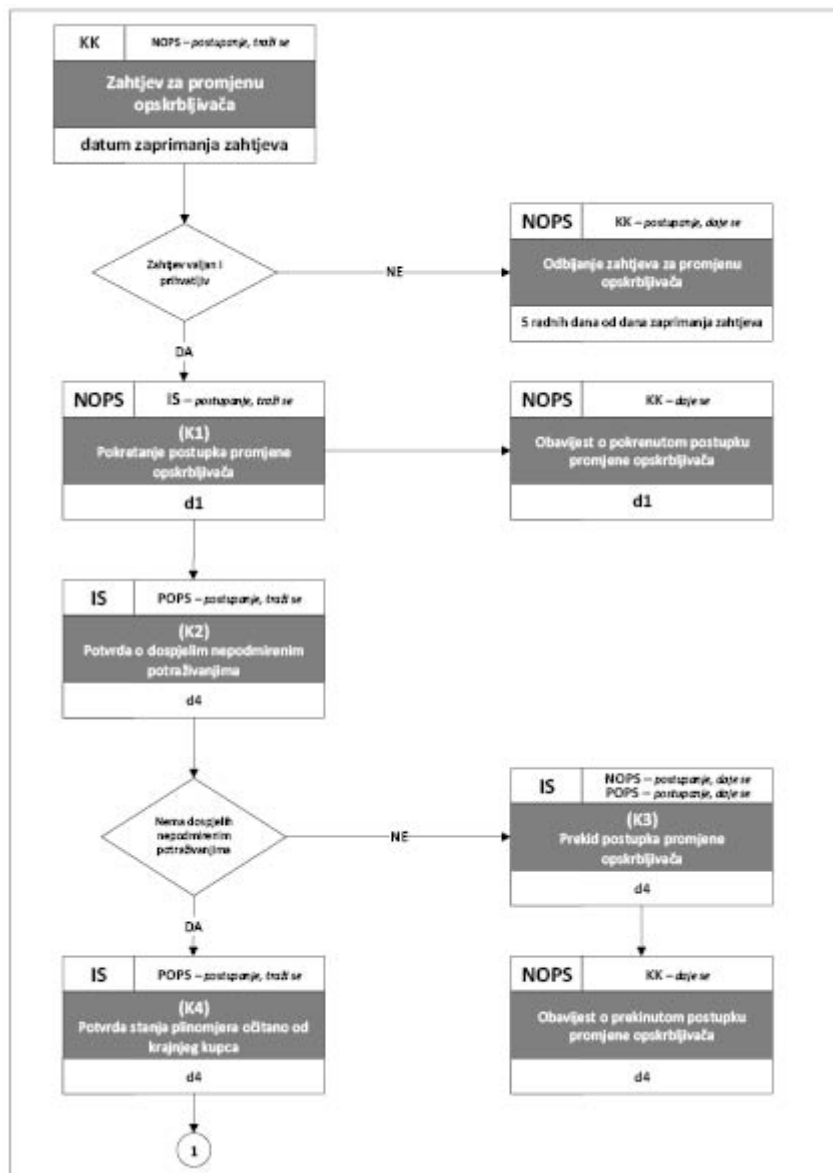 KK
NOPS – postupanje, traži se
Zahtjev za promjenu
opskrbljivača
datum zaprimanja zahtjeva
Zahtjev valjan i
prihvatljiv
NE
NOPS
KK – postupanje, daje se
Odbijanje zahtjeva za promjenu
opskrbljivača
5 radnih dana od dana zaprimanja zahtjeva
DA
NOPS
IS – postupanje, traži se
(K1)
Pokretanje postupka promjene
opskrbljivača
d1
NOPS
KK – daje se
Obavijest o pokrenutom postupku
promjene opskrbljivača
d1
IS
POPS – postupanje, traži se
(K2)
Potvrda o dospjelim nepodmirenim
potraživanjima
d4
Nema dospjelih
nepodmirenim
potraživanjima
NE
IS
NOPS – postupanje, daje se
POPS – postupanje, daje se
(K3)
Prekid postupka promjene
opskrbljivača
d4
DA
IS
POPS – postupanje, traži se
(K4)
Potvrda stanja plinomjera očitano od
krajnjeg kupca
d4
NOPS
KK – daje se
Obavijest o prekinutom postupku
promjene opskrbljivača
d4
1